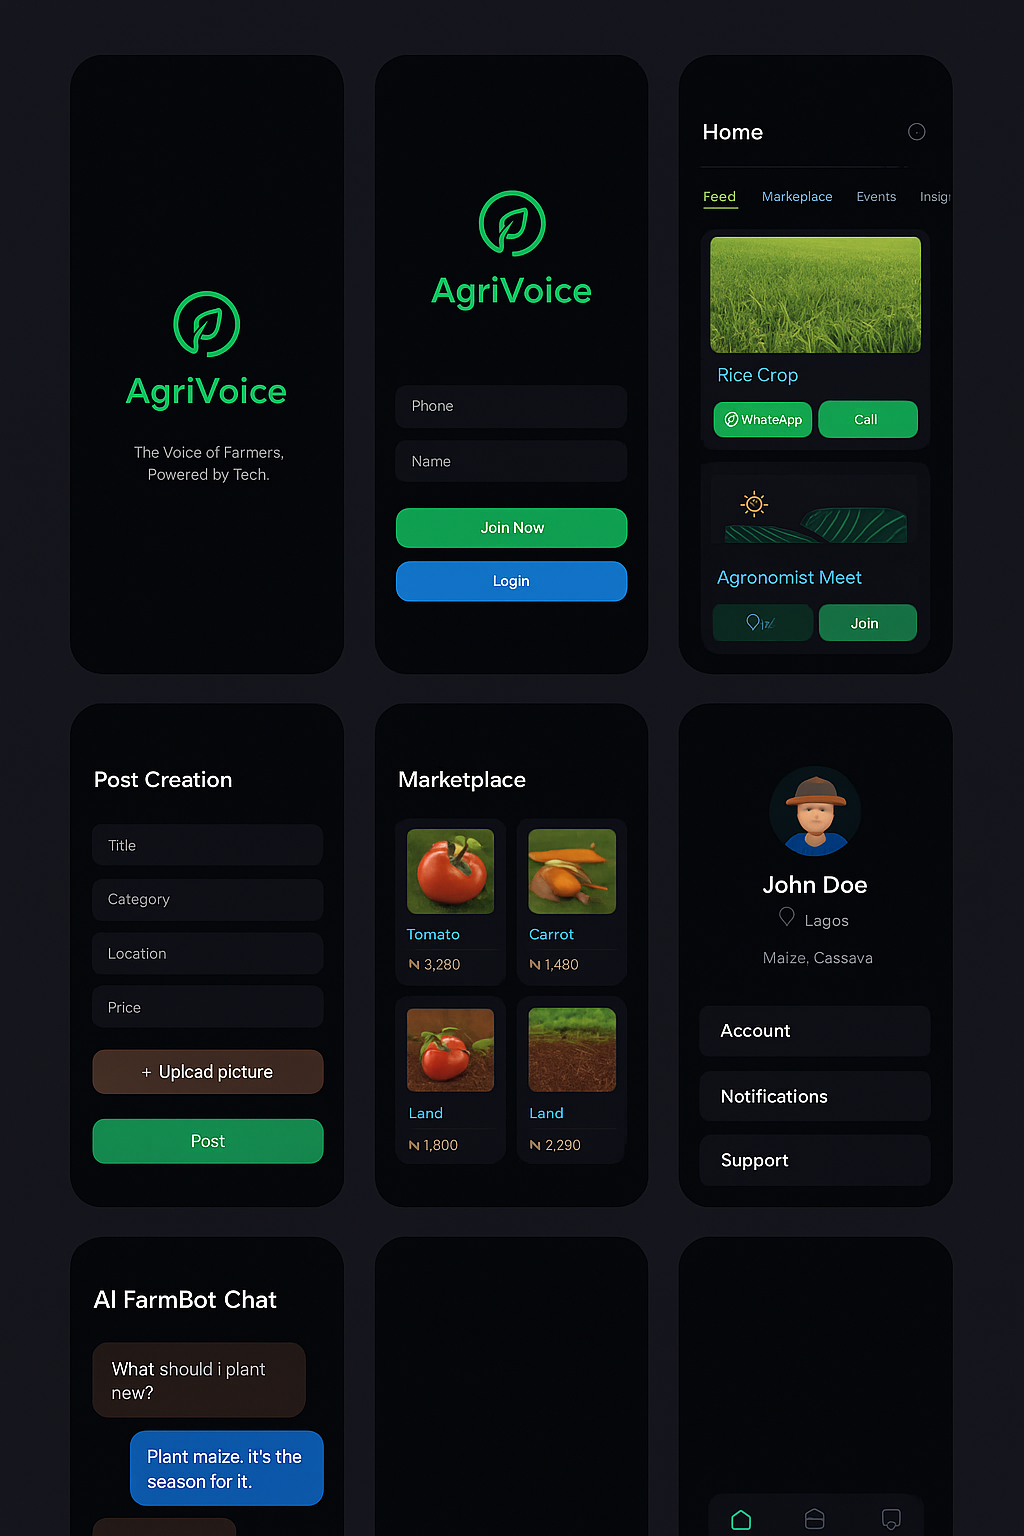 AgriVoice
The Voice of Farmers,
Powered by Tech.
AgriVoice
Phone
Name
Join Now
Login
Home
Feed Markeplace Events Insig
Rice Crop
WhateApp Call
Agronomist Meet
Join
Post Creation
Title
Category
Location
Price
+ Uplcad picture
Post
Marketplace
Tomato Carrot
N 3,280 N 1,480
Land Land
N 1,800 N 2,290
John Doe
Lagos
Maize, Cassava
Account
Notifications
Support
AI FarmBot Chat
What should i plant
new?
Plant maize. it's the
season for it.